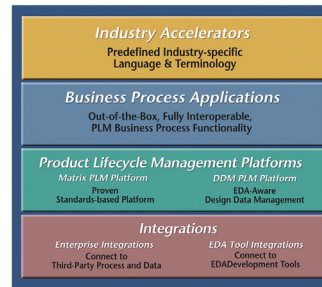 Industry Accelerators
Predefined Industry-specific
Language & Terminology
Business Process Applications
Out-of-the-Box, Fully Interoperable,
PLM Business Process Functionality
Product Lifecycle Management Platforms
Matrix PLM Platform
Proven
Standards-based Platform
DDM PLM Platform
EDA-Aware
Design Data Management
Integrations
Enterprise Integrations
Connect to
Third-Party Process and Data
EDA Tool Integrations
Connect to
EDADevelopment Tools